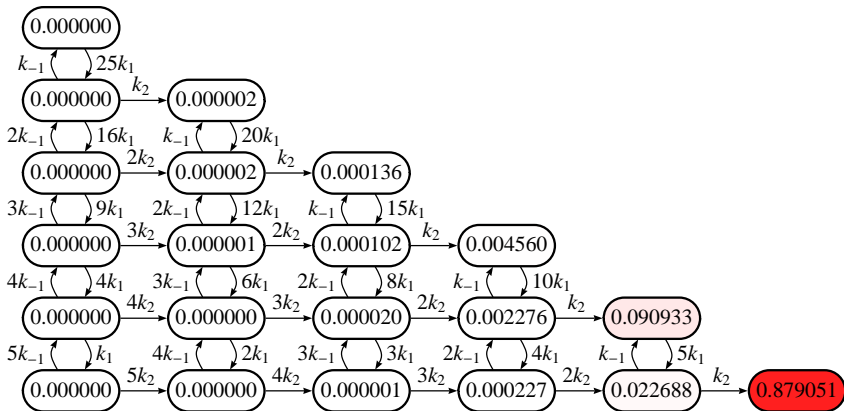 0.000000
k₋₁ 25k₁
k₂
0.000000 0.000002
2k₋₁ 16k₁ k₋₁ 20k₁
2k₂ k₂
0.000000 0.000002 0.000136
3k₋₁ 9k₁ 2k₋₁ 12k₁ k₋₁ 15k₁
3k₂ 2k₂ k₂
0.000000 0.000001 0.000102 0.004560
4k₋₁ 4k₁ 3k₋₁ 6k₁ 2k₋₁ 8k₁ k₋₁ 10k₁
4k₂ 3k₂ 2k₂ k₂
0.000000 0.000000 0.000020 0.002276 0.090933
5k₋₁ k₁ 4k₋₁ 2k₁ 3k₋₁ 3k₁ 2k₋₁ 4k₁ k₋₁ 5k₁
5k₂ 4k₂ 3k₂ 2k₂ k₂
0.000000 0.000000 0.000001 0.000227 0.022688 0.879051